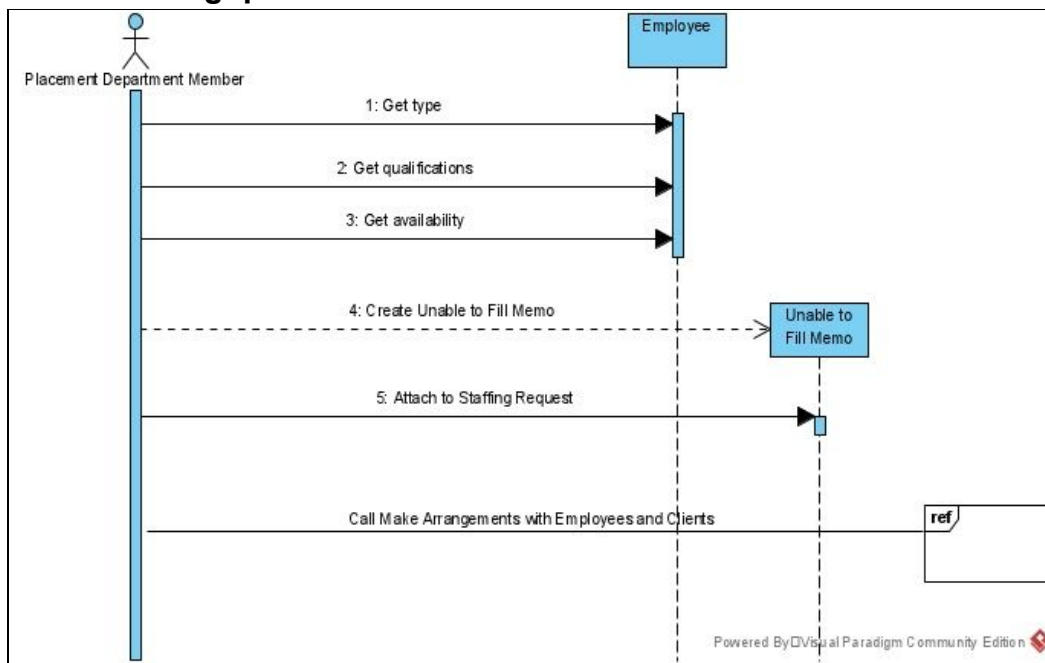 Employee
Placement Department Member
1: Get type
2: Get qualifications
3: Get availability
4: Create Unable to Fill Memo
Unable to
Fill Memo
5: Attach to Staffing Request
Call Make Arrangements with Employees and Clients
ref
Powered By Visual Paradigm Community Edition